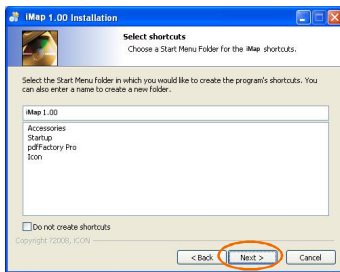 iMap 1.00 Installation
Select shortcuts
Choose a Start Menu Folder for the iMap shortcuts.
Select the Start Menu folder in which you would like to create the program's shortcuts. You
can also enter a name to create a new folder.
iMap 1.00
Accessories
Startup
pdfFactory Pro
Icon
Do not create shortcuts
Copyright ?2008, ICON
< Back
Next >
Cancel